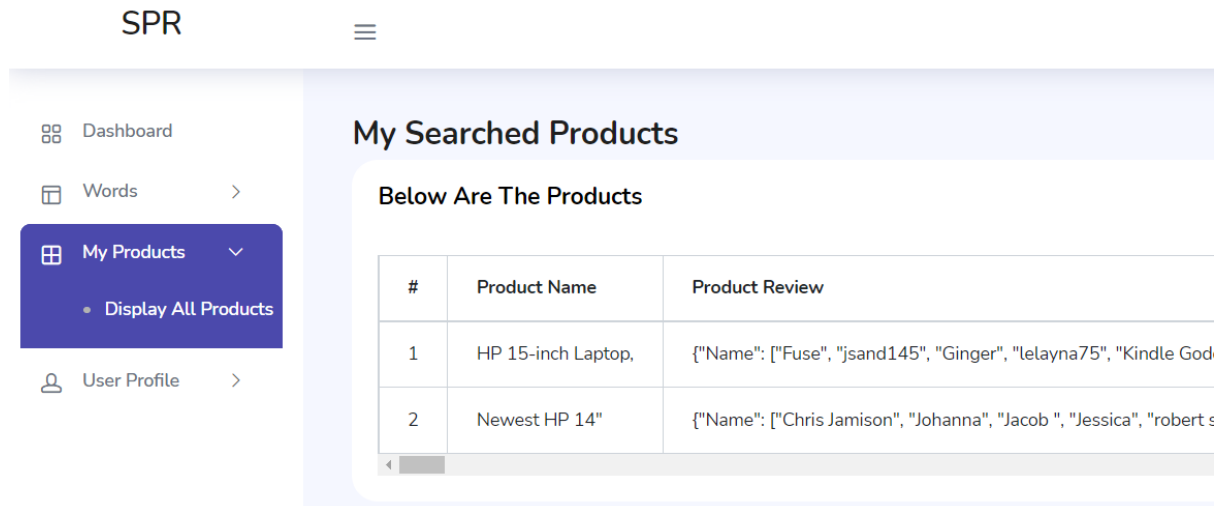 SPR
Dashboard
Words
My Products
Display All Products
User Profile
My Searched Products
Below Are The Products
# Product Name Product Review
1 HP 15-inch Laptop, {"Name": ["Fuse", "jsand145", "Ginger", "lelayna75", "Kindle God
2 Newest HP 14" {"Name": ["Chris Jamison", "Johanna", "Jacob ", "Jessica", "robert s